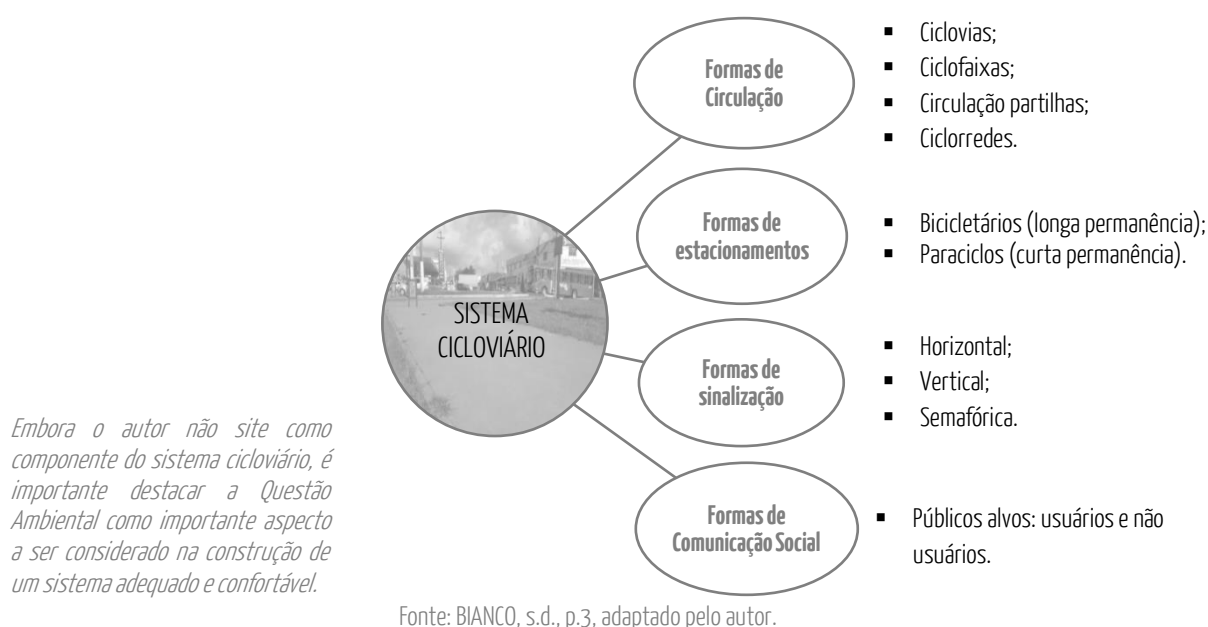 Formas de
Circulação
▪ Ciclovias;
▪ Ciclofaixas;
▪ Circulação partilhas;
▪ Ciclorredes.
Formas de
estacionamentos
▪ Bicicletários (longa permanência);
▪ Paraciclos (curta permanência).
SISTEMA
CICLOVIÁRIO
Formas de
sinalização
▪ Horizontal;
▪ Vertical;
▪ Semafórica.
Embora o autor não site como
componente do sistema cicloviário, é
importante destacar a Questão
Ambiental como importante aspecto
a ser considerado na construção de
um sistema adequado e confortável.
Formas de
Comunicação Social
▪ Públicos alvos: usuários e não
usuários.
Fonte: BIANCO, s.d., p.3, adaptado pelo autor.